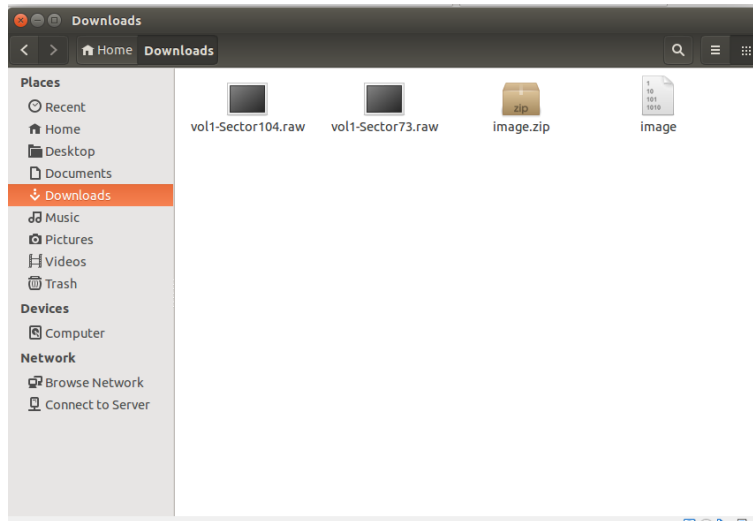 Downloads
Home Downloads
Places
Recent
Home
Desktop
Documents
Downloads
Music
Pictures
Videos
Trash
Devices
Computer
Network
Browse Network
Connect to Server
vol1-Sector104.raw vol1-Sector73.raw image.zip image
zip
1
10
101
1010